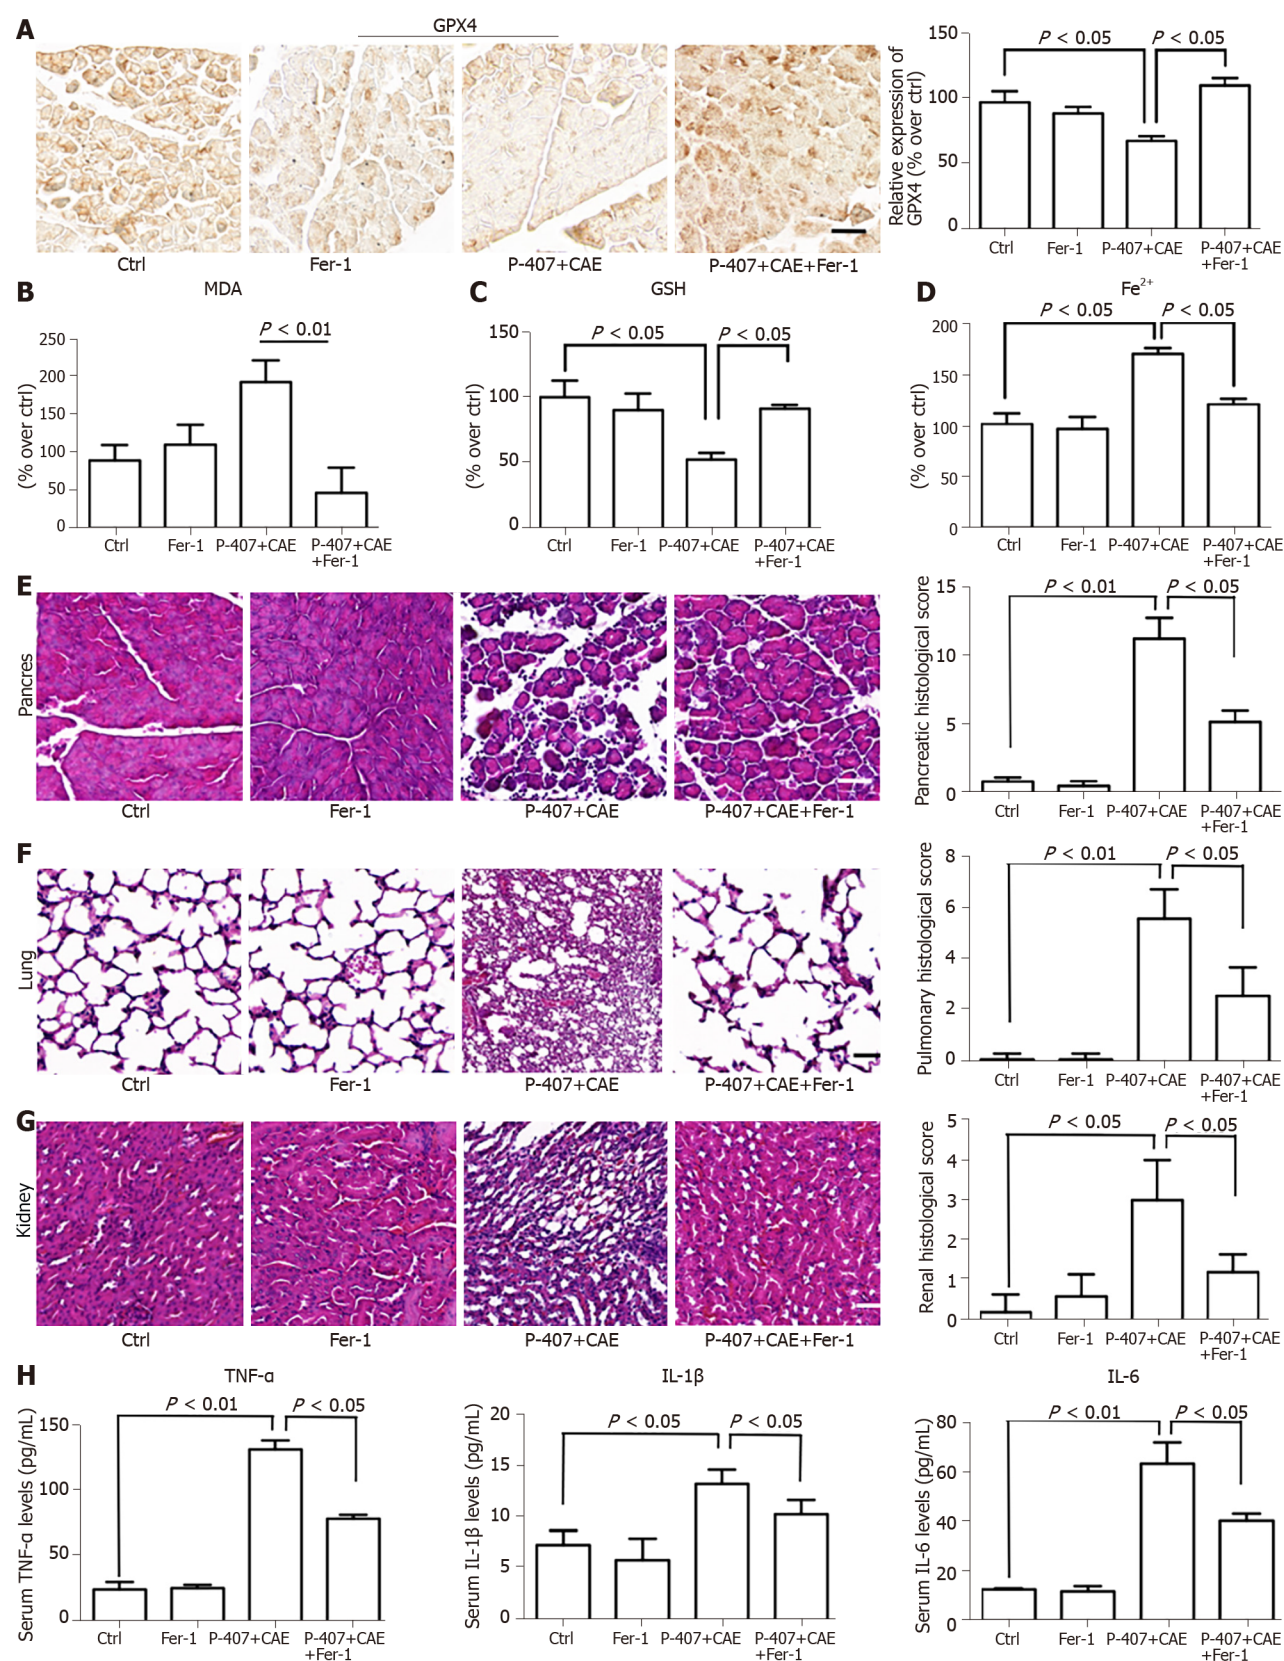 A
GPX4
Ctrl
Fer-1
P-407+CAE
P-407+CAE+Fer-1
Relative expression of
GPX4 (% over ctrl)
150
100
50
0
P < 0.05
P < 0.05
Ctrl
Fer-1
P-407+CAE
P-407+CAE
+Fer-1
B
MDA
(% over ctrl)
250
200
150
100
50
0
P < 0.01
Ctrl
Fer-1
P-407+CAE
P-407+CAE
+Fer-1
C
GSH
(% over ctrl)
150
100
50
0
P < 0.05
P < 0.05
Ctrl
Fer-1
P-407+CAE
P-407+CAE
+Fer-1
D
Fe2+
(% over ctrl)
200
150
100
50
0
P < 0.05
P < 0.05
Ctrl
Fer-1
P-407+CAE
P-407+CAE
+Fer-1
E
Pancres
Ctrl
Fer-1
P-407+CAE
P-407+CAE+Fer-1
Pancreatic histological score
15
10
5
0
P < 0.01
P < 0.05
Ctrl
Fer-1
P-407+CAE
P-407+CAE
+Fer-1
F
Lung
Ctrl
Fer-1
P-407+CAE
P-407+CAE+Fer-1
Pulmonary histological score
8
6
4
2
0
P < 0.01
P < 0.05
Ctrl
Fer-1
P-407+CAE
P-407+CAE
+Fer-1
G
Kidney
Ctrl
Fer-1
P-407+CAE
P-407+CAE+Fer-1
Renal histological score
5
4
3
2
1
0
P < 0.05
P < 0.05
Ctrl
Fer-1
P-407+CAE
P-407+CAE
+Fer-1
H
TNF-α
Serum TNF-α levels (pg/mL)
150
100
50
0
P < 0.01
P < 0.05
Ctrl
Fer-1
P-407+CAE
P-407+CAE
+Fer-1
IL-1β
Serum IL-1β levels (pg/mL)
20
15
10
5
0
P < 0.05
P < 0.05
Ctrl
Fer-1
P-407+CAE
P-407+CAE
+Fer-1
IL-6
Serum IL-6 levels (pg/mL)
80
60
40
20
0
P < 0.01
P < 0.05
Ctrl
Fer-1
P-407+CAE
P-407+CAE
+Fer-1